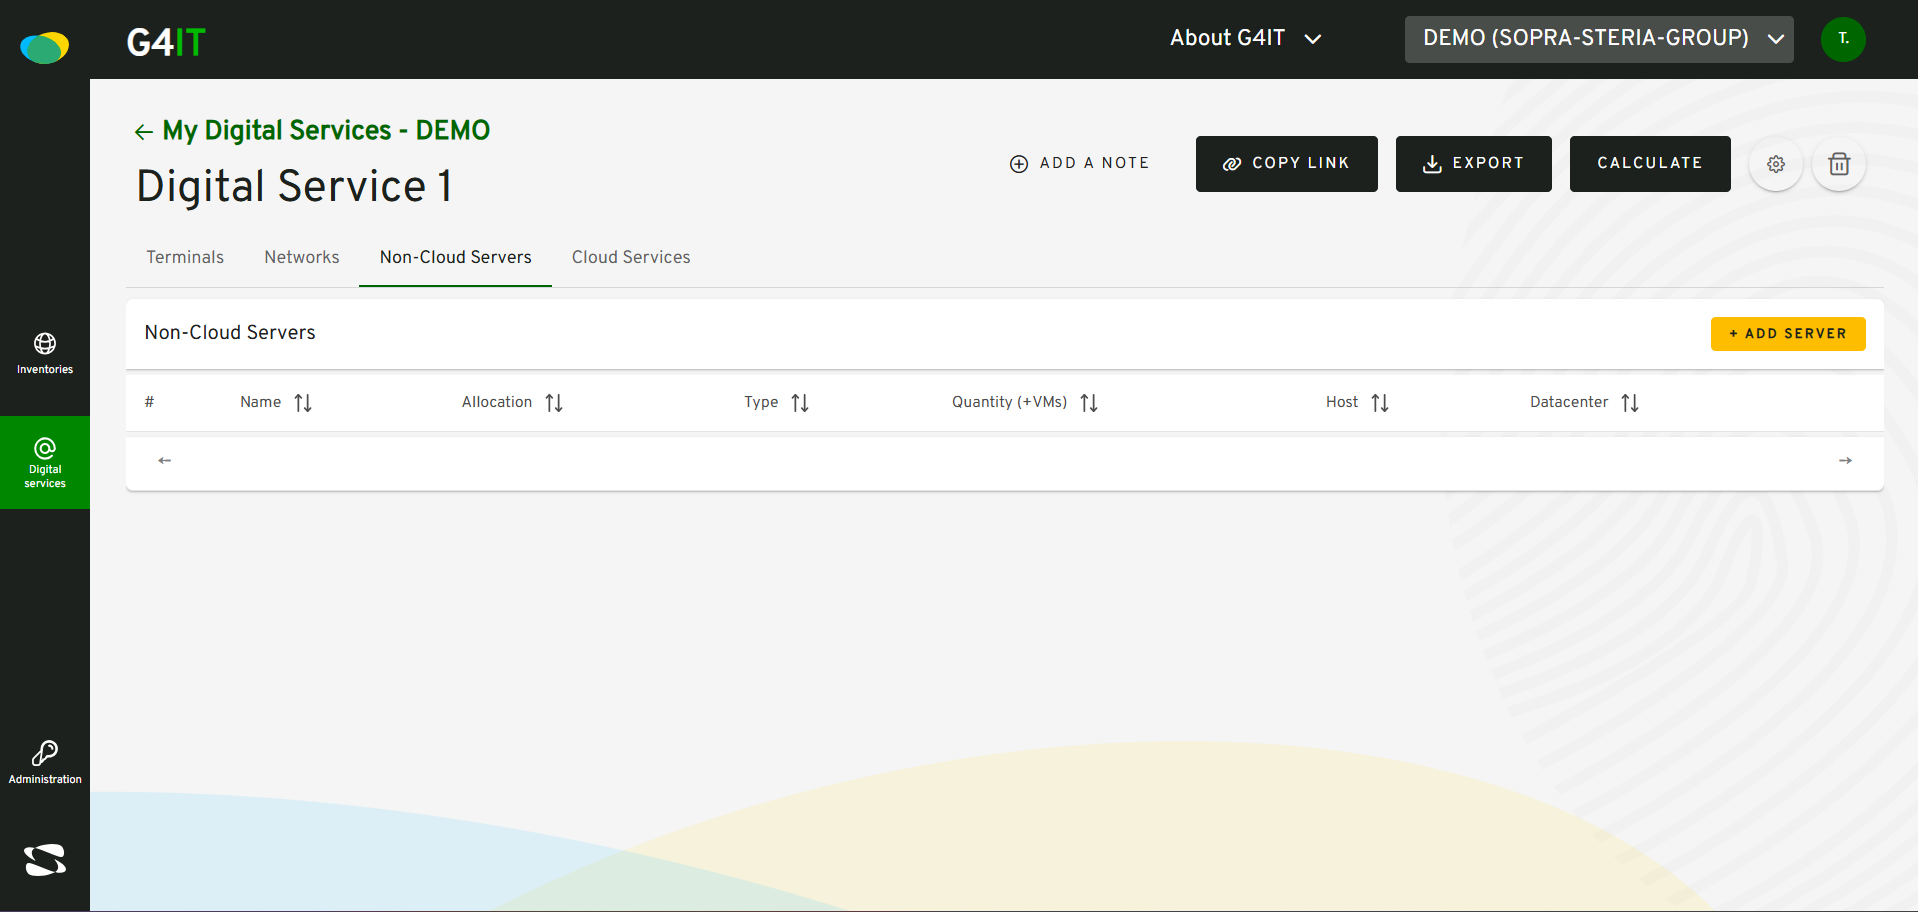 G4IT
About G4IT
DEMO (SOPRA-STERIA-GROUP)
T.
Inventories
Digital
services
Administration
← My Digital Services - DEMO
Digital Service 1
ADD A NOTE
COPY LINK
EXPORT
CALCULATE
Terminals
Networks
Non-Cloud Servers
Cloud Services
Non-Cloud Servers
+ ADD SERVER
# Name Allocation Type Quantity (+VMs) Host Datacenter
← →